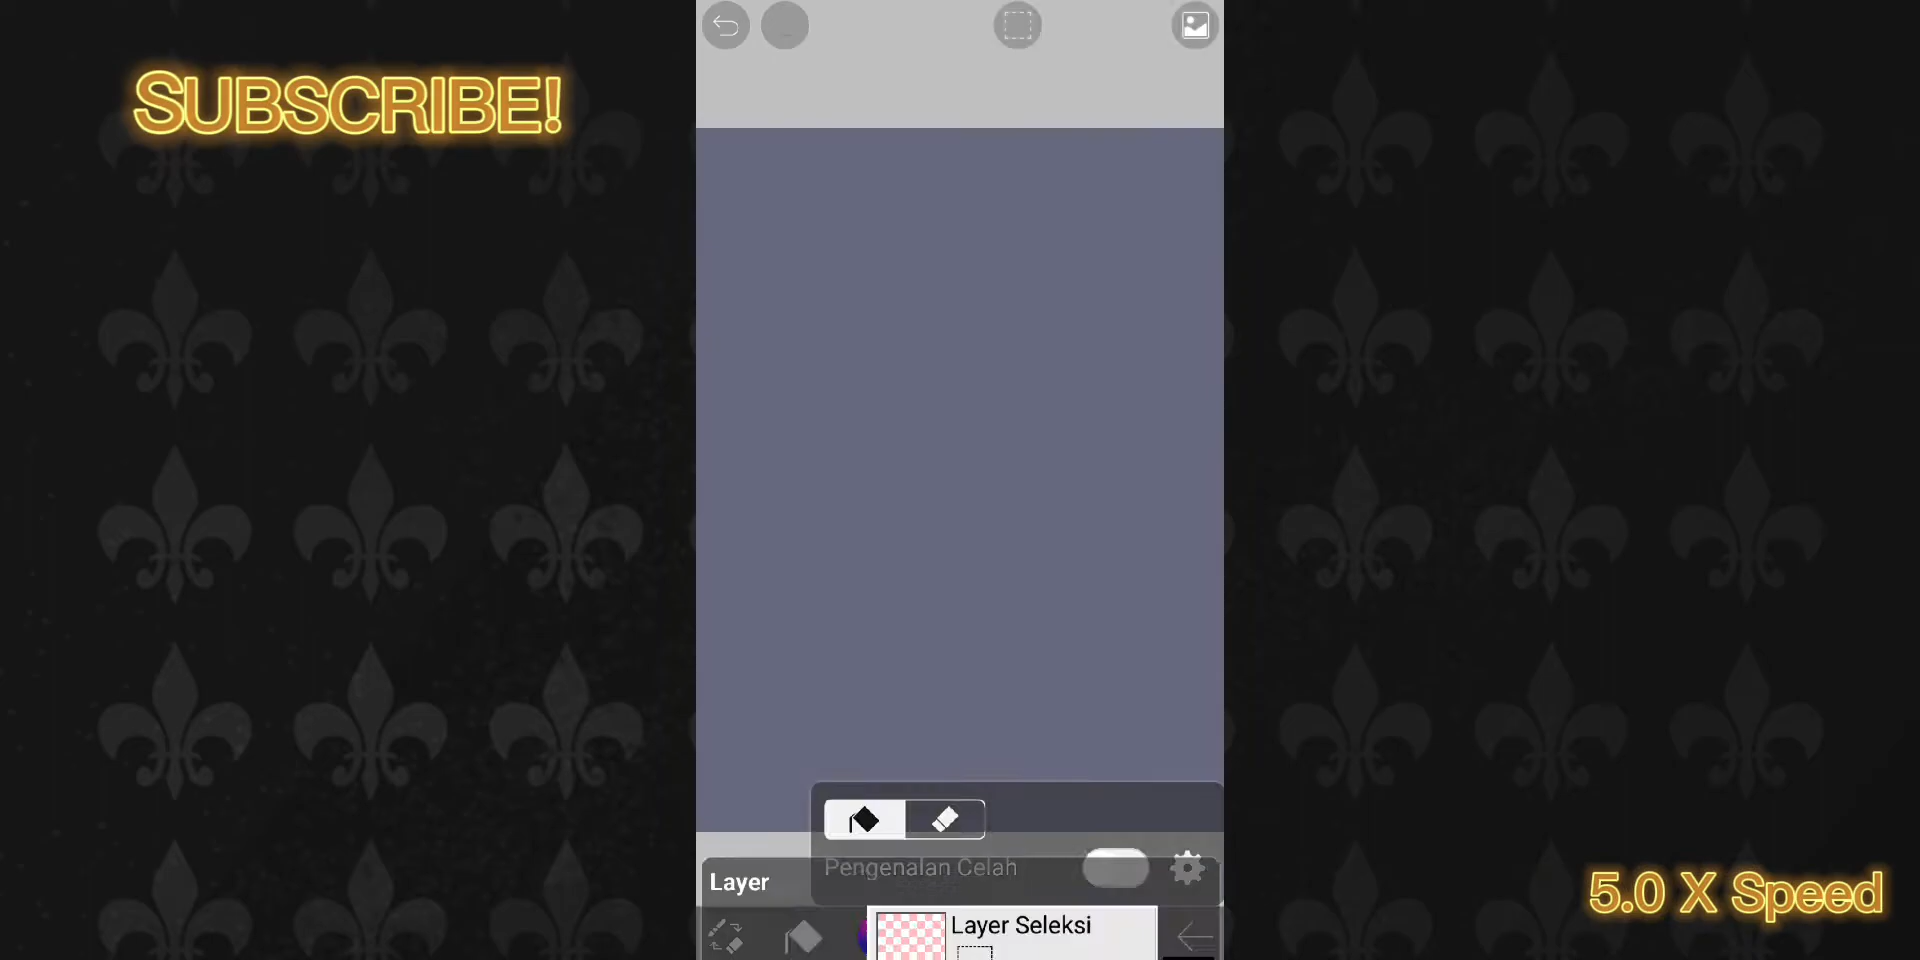 SUBSCRIBE!
Pengenalan Celah
Layer
Layer Seleksi
5.0 X Speed